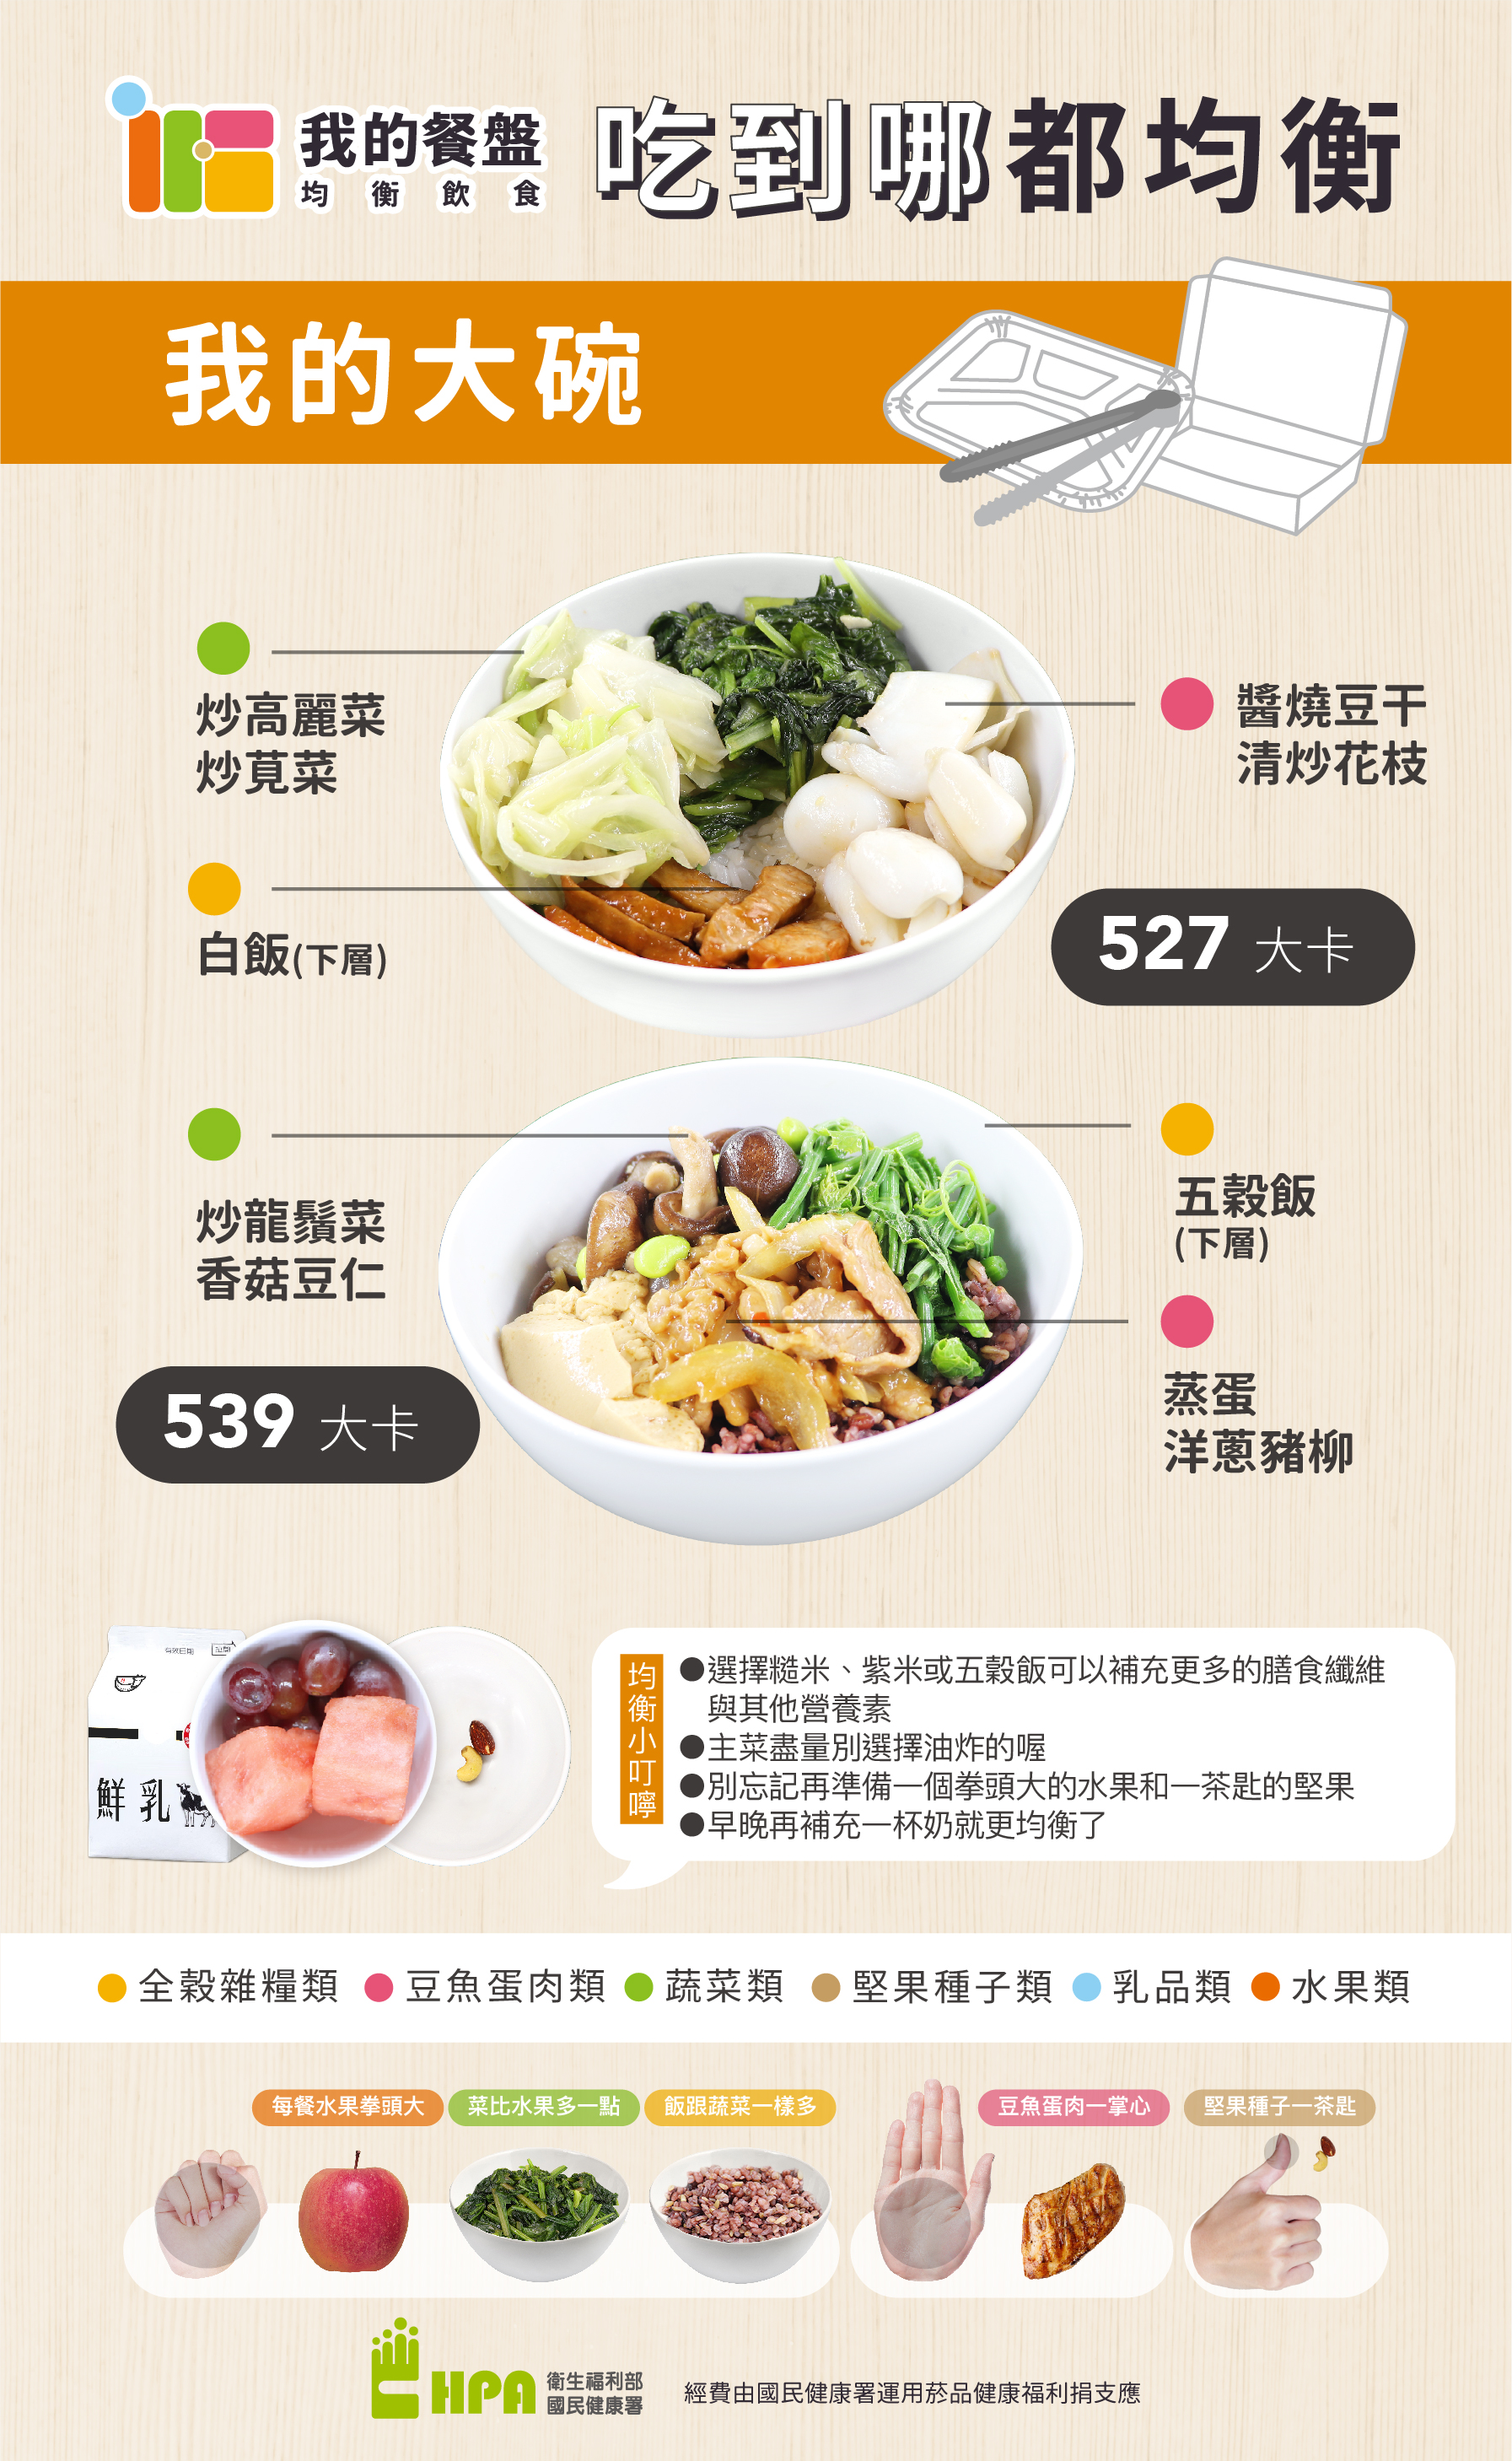 我的餐盤
均衡飲食
吃到哪都均衡
我的大碗
炒高麗菜
炒莧菜
醬燒豆干
清炒花枝
白飯(下層)
527 大卡
炒龍鬚菜
香菇豆仁
五穀飯
(下層)
539 大卡
蒸蛋
洋蔥豬柳
鮮乳
均衡小叮嚀
●選擇糙米、紫米或五穀飯可以補充更多的膳食纖維
與其他營養素
●主菜盡量別選擇油炸的喔
●別忘記再準備一個拳頭大的水果和一茶匙的堅果
●早晚再補充一杯奶就更均衡了
全穀雜糧類 豆魚蛋肉類 蔬菜類 堅果種子類 乳品類 水果類
每餐水果拳頭大 菜比水果多一點 飯跟蔬菜一樣多 豆魚蛋肉一掌心 堅果種子一茶匙
HPA
衛生福利部
國民健康署
經費由國民健康署運用菸品健康福利捐支應